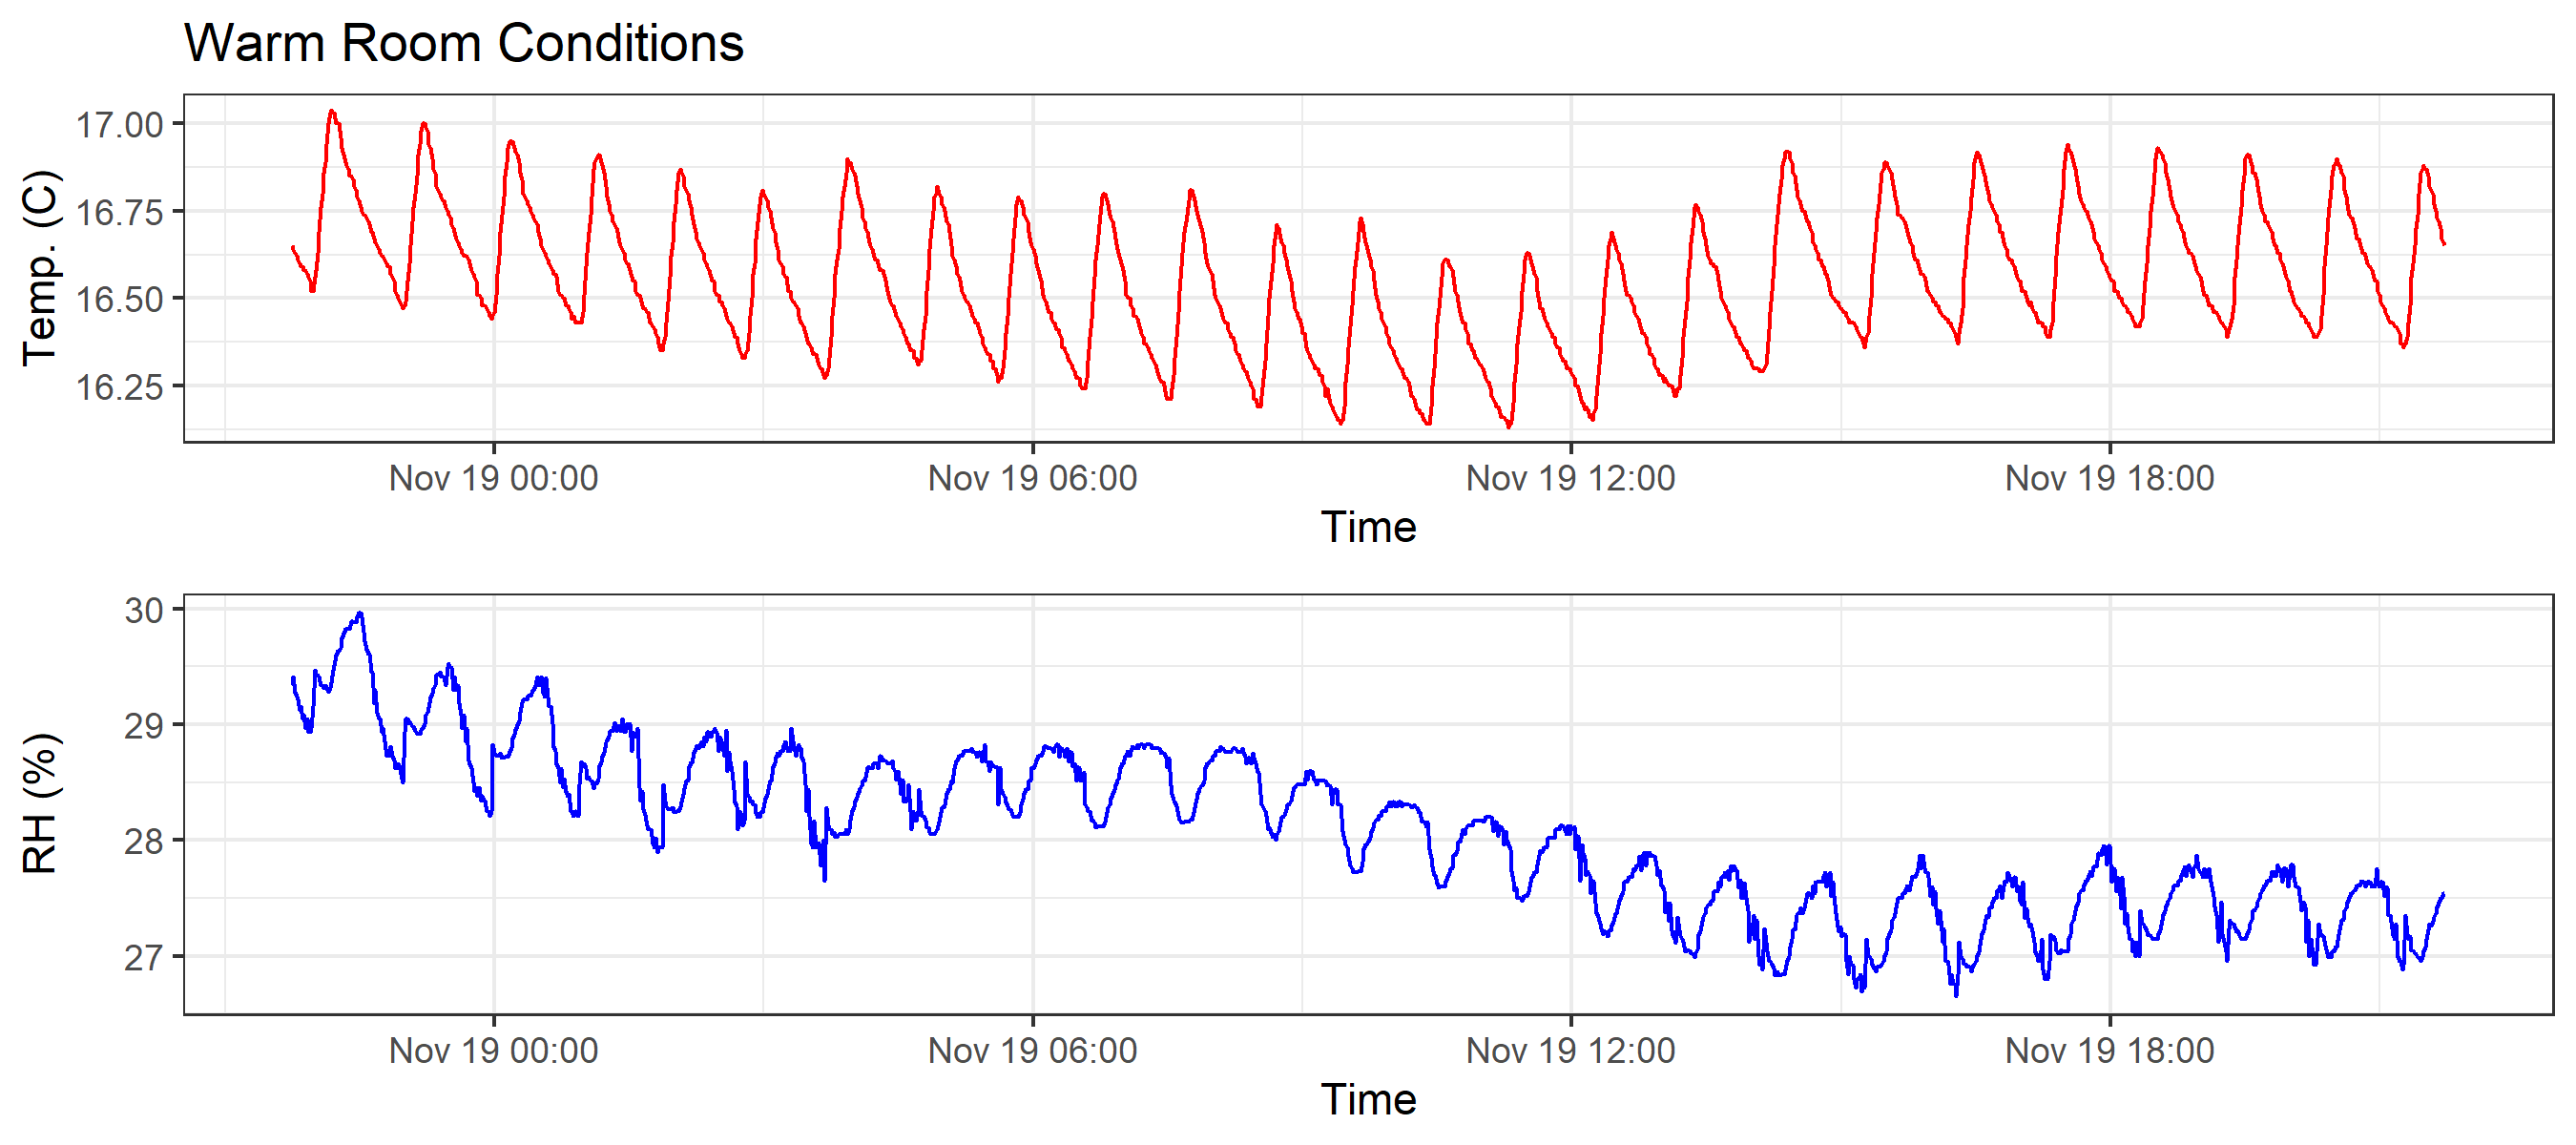 Warm Room Conditions
Temp. (C)
17.00
16.75
16.50
16.25
Nov 19 00:00 Nov 19 06:00 Nov 19 12:00 Nov 19 18:00
Time
RH (%)
30
29
28
27
Nov 19 00:00 Nov 19 06:00 Nov 19 12:00 Nov 19 18:00
Time